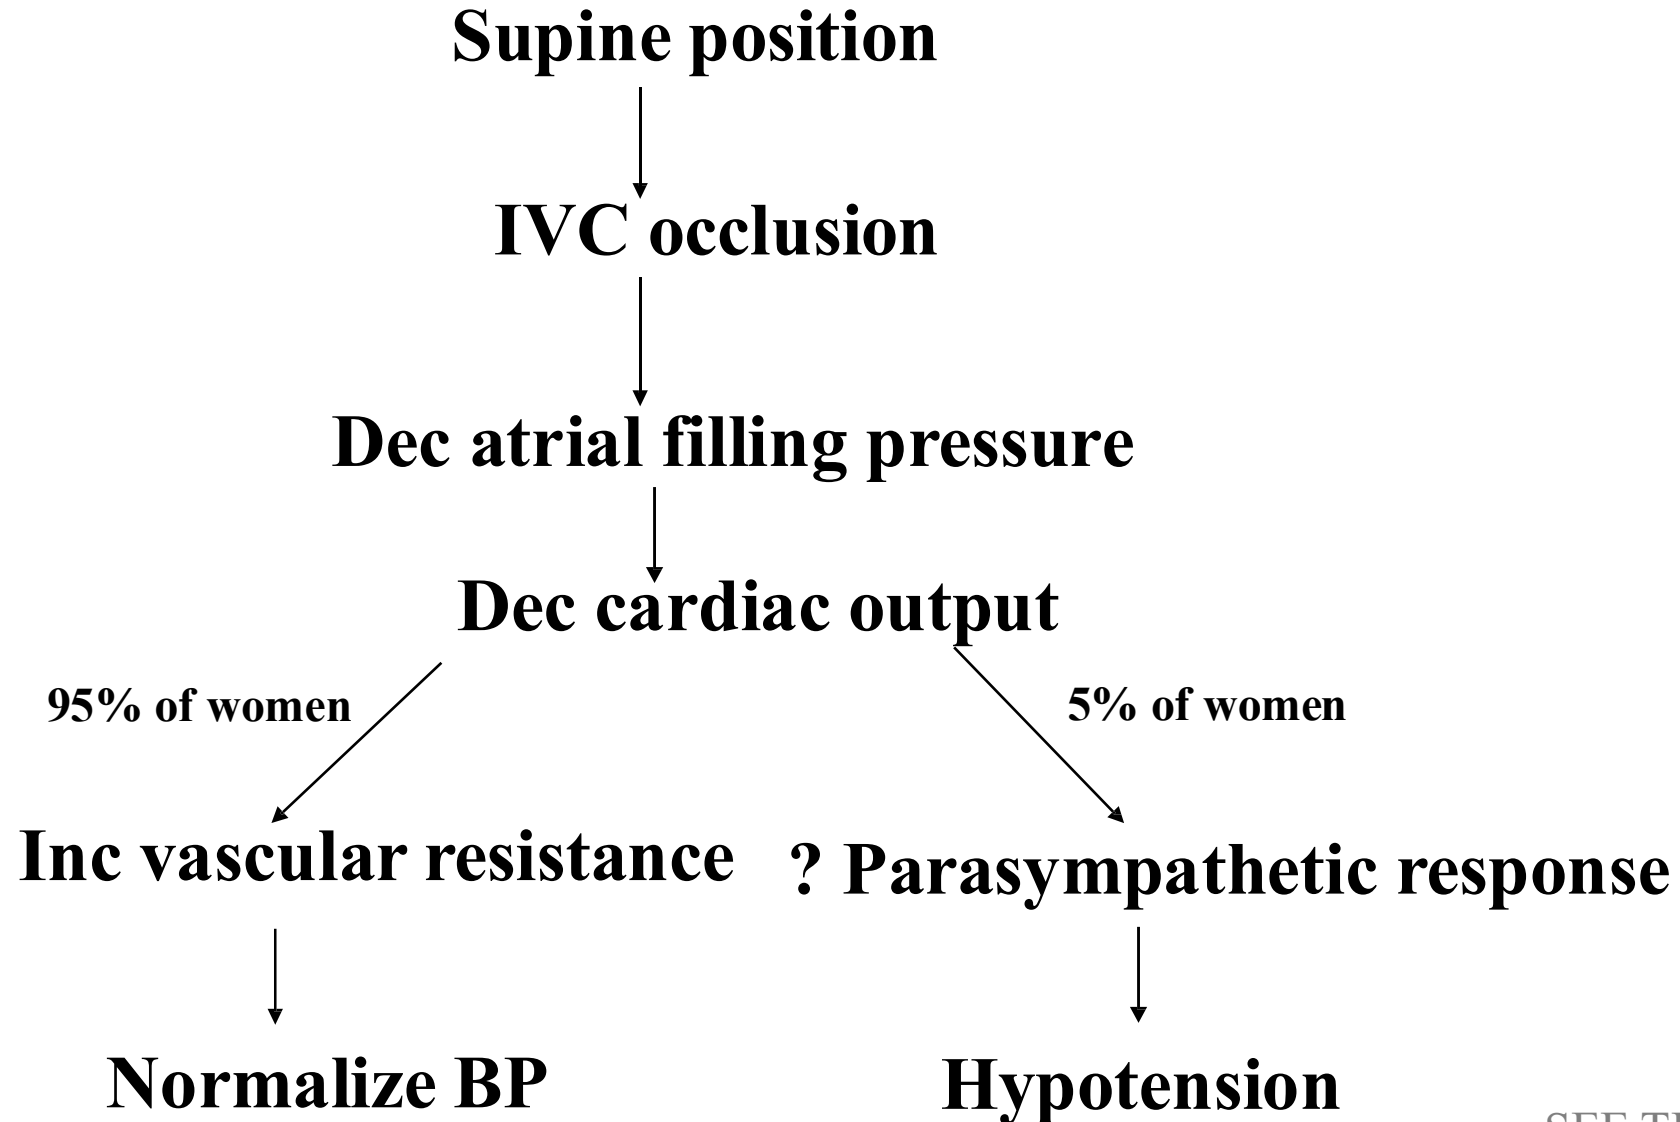 Supine position
IVC occlusion
Dec atrial filling pressure
Dec cardiac output
95% of women
5% of women
Inc vascular resistance
? Parasympathetic response
Normalize BP
Hypotension